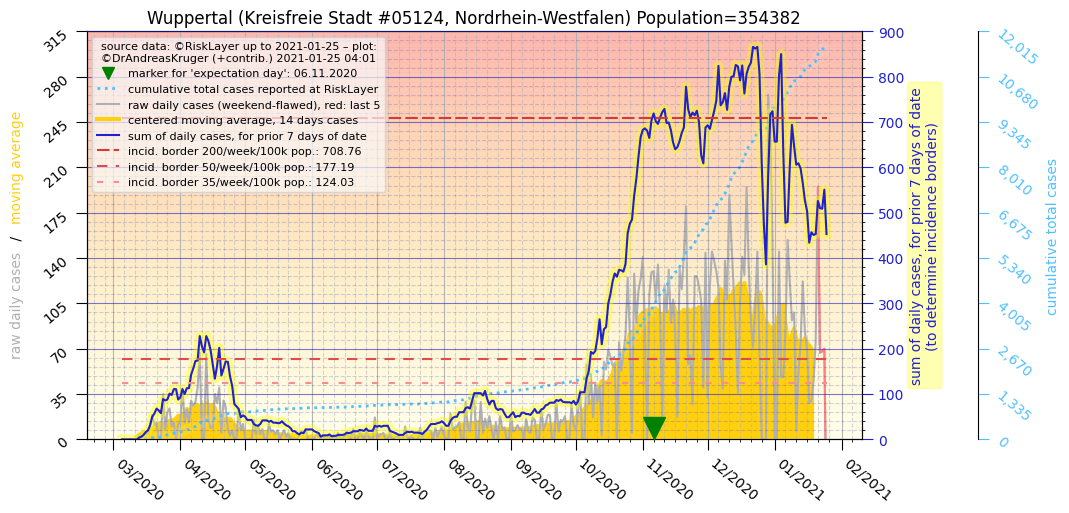 Wuppertal (Kreisfreie Stadt #05124, Nordrhein-Westfalen) Population=354382
source data: ©RiskLayer up to 2021-01-25 – plot:
©DrAndreasKruger (+contrib.) 2021-01-25 04:01
marker for 'expectation day': 06.11.2020
cumulative total cases reported at RiskLayer
raw daily cases (weekend-flawed), red: last 5
centered moving average, 14 days cases
sum of daily cases, for prior 7 days of date
incid. border 200/week/100k pop.: 708.76
incid. border 50/week/100k pop.: 177.19
incid. border 35/week/100k pop.: 124.03
raw daily cases / moving average
315
280
245
210
175
140
105
70
35
0
900
800
700
600
500
400
300
200
100
0
sum of daily cases, for prior 7 days of date
(to determine incidence borders)
12,015
10,680
9,345
8,010
6,675
5,340
4,005
2,670
1,335
0
cumulative total cases
03/2020
04/2020
05/2020
06/2020
07/2020
08/2020
09/2020
10/2020
11/2020
12/2020
01/2021
02/2021